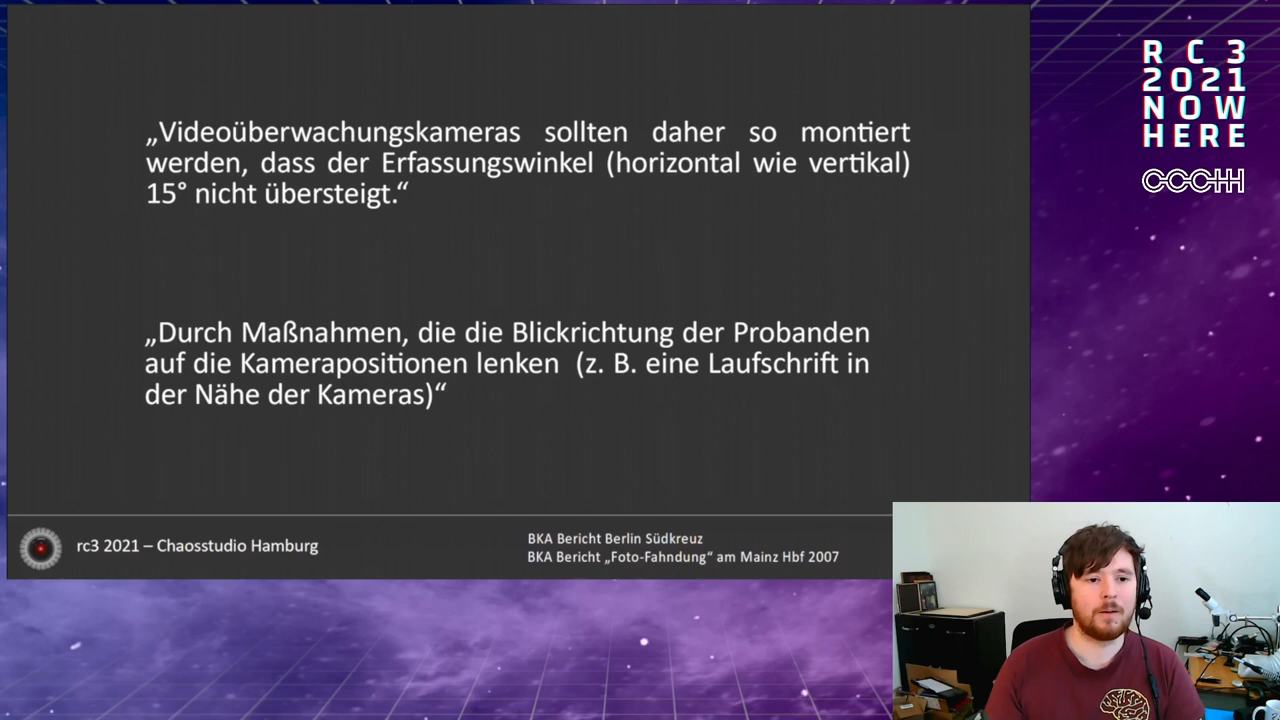 „Videoüberwachungskameras sollten daher so montiert
werden, dass der Erfassungswinkel (horizontal wie vertikal)
15° nicht übersteigt.“
„Durch Maßnahmen, die die Blickrichtung der Probanden
auf die Kamerapositionen lenken (z. B. eine Laufschrift in
der Nähe der Kameras)“
rc3 2021 – Chaosstudio Hamburg
BKA Bericht Berlin Südkreuz
BKA Bericht „Foto-Fahndung“ am Mainz Hbf 2007
RC3
2021
NOW
HERE
CCCHH